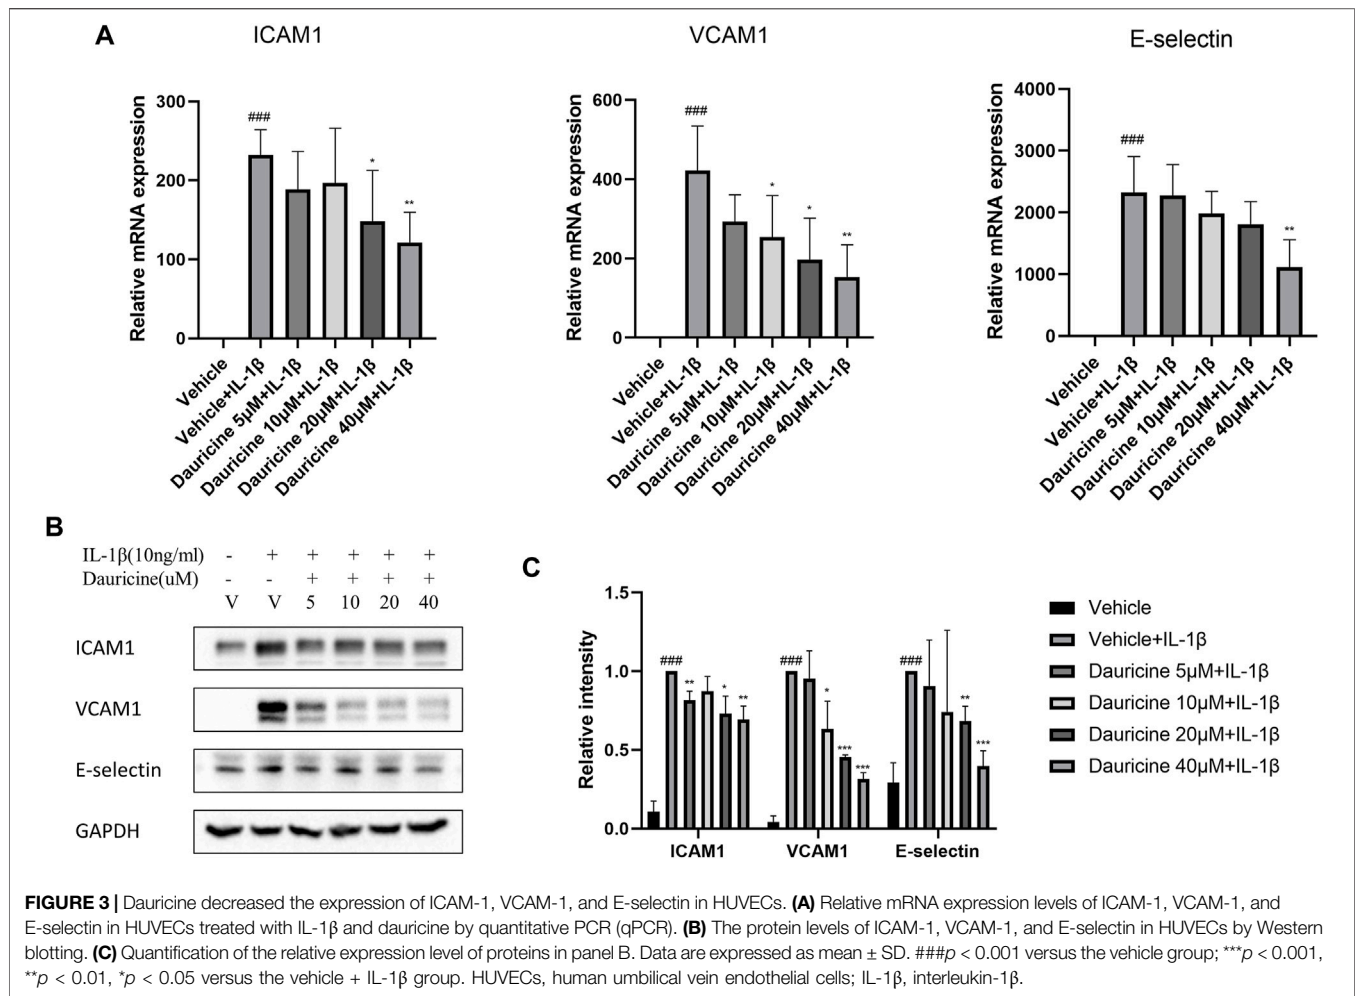 A
ICAM1
VCAM1
E-selectin
Relative mRNA expression
300
200
100
0
###
*
**
Vehicle
Vehicle+IL-1β
Dauricine 5μM+IL-1β
Dauricine 10μM+IL-1β
Dauricine 20μM+IL-1β
Dauricine 40μM+IL-1β
Relative mRNA expression
600
400
200
0
###
*
*
**
Vehicle
Vehicle+IL-1β
Dauricine 5μM+IL-1β
Dauricine 10μM+IL-1β
Dauricine 20μM+IL-1β
Dauricine 40μM+IL-1β
Relative mRNA expression
4000
3000
2000
1000
0
###
**
Vehicle
Vehicle+IL-1β
Dauricine 5μM+IL-1β
Dauricine 10μM+IL-1β
Dauricine 20μM+IL-1β
Dauricine 40μM+IL-1β
B
IL-1β(10ng/ml) - + + + + +
Dauricine(uM) - - + + + +
V V 5 10 20 40
ICAM1
VCAM1
E-selectin
GAPDH
C
Relative intensity
1.5
1.0
0.5
0.0
### ** * **
### * *** ***
### ** ***
ICAM1 VCAM1 E-selectin
Vehicle
Vehicle+IL-1β
Dauricine 5μM+IL-1β
Dauricine 10μM+IL-1β
Dauricine 20μM+IL-1β
Dauricine 40μM+IL-1β
FIGURE 3 | Dauricine decreased the expression of ICAM-1, VCAM-1, and E-selectin in HUVECs. (A) Relative mRNA expression levels of ICAM-1, VCAM-1, and
E-selectin in HUVECs treated with IL-1β and dauricine by quantitative PCR (qPCR). (B) The protein levels of ICAM-1, VCAM-1, and E-selectin in HUVECs by Western
blotting. (C) Quantification of the relative expression level of proteins in panel B. Data are expressed as mean ± SD. ###p < 0.001 versus the vehicle group; ***p < 0.001,
**p < 0.01, *p < 0.05 versus the vehicle + IL-1β group. HUVECs, human umbilical vein endothelial cells; IL-1β, interleukin-1β.